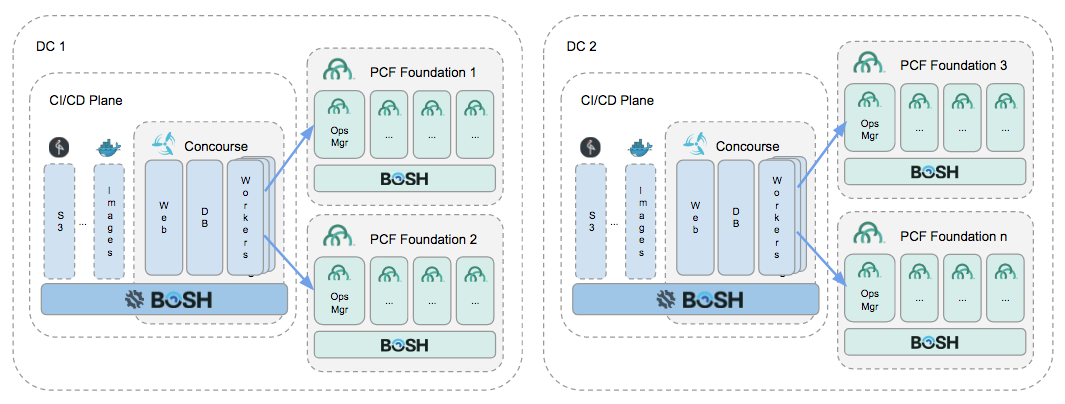 DC 1
CI/CD Plane
Concourse
S3
...
Images
Web
DB
Workers
BOSH
PCF Foundation 1
Ops
Mgr
...
...
...
BOSH
PCF Foundation 2
Ops
Mgr
...
...
...
BOSH
DC 2
CI/CD Plane
Concourse
S3
...
Images
Web
DB
Workers
BOSH
PCF Foundation 3
Ops
Mgr
...
...
...
BOSH
PCF Foundation n
Ops
Mgr
...
...
...
BOSH